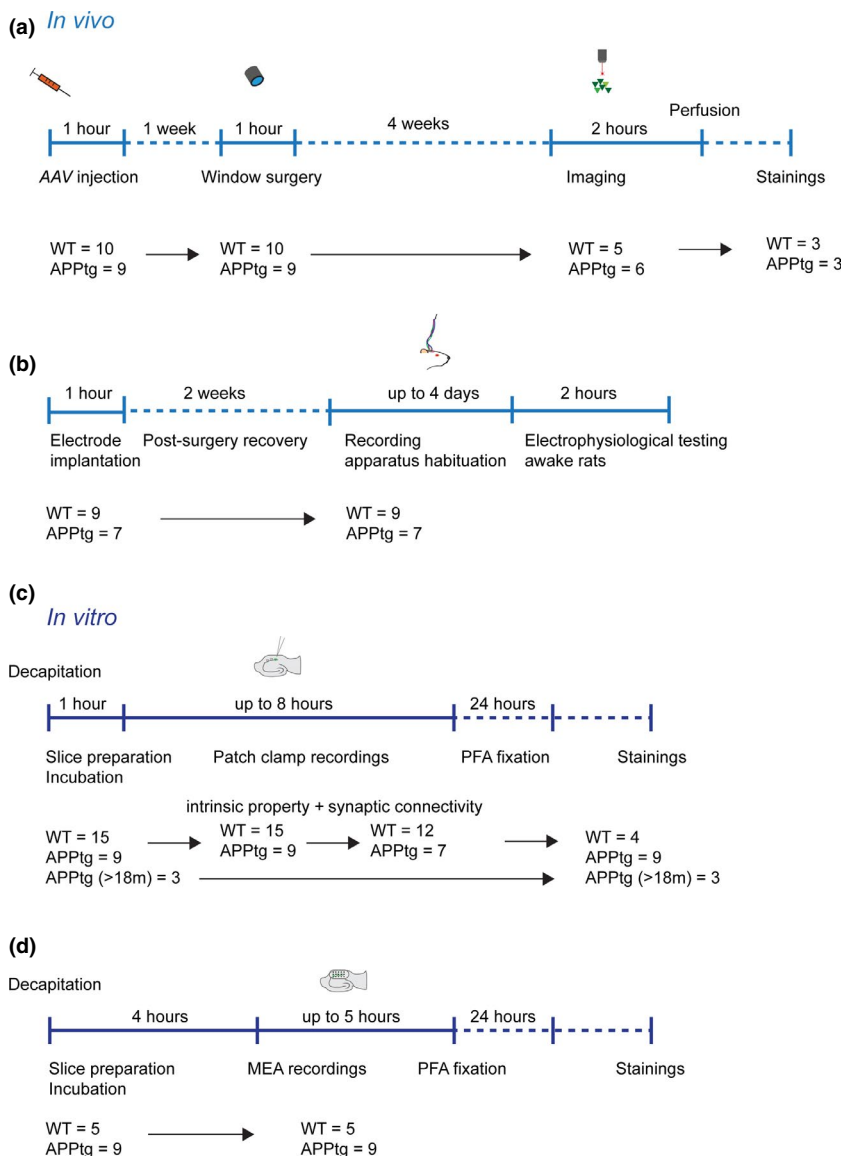 (a) In vivo
Perfusion
1 hour 1 week 1 hour 4 weeks 2 hours
AAV injection Window surgery Imaging Stainings
WT = 10 WT = 10 WT = 5 WT = 3
APPtg = 9 APPtg = 9 APPtg = 6 APPtg = 3
(b)
1 hour 2 weeks up to 4 days 2 hours
Electrode Post-surgery recovery Recording Electrophysiological testing
implantation apparatus habituation awake rats
WT = 9 WT = 9
APPtg = 7 APPtg = 7
(c)
In vitro
Decapitation
1 hour up to 8 hours 24 hours
Slice preparation Patch clamp recordings PFA fixation Stainings
Incubation
intrinsic property + synaptic connectivity
WT = 15 WT = 15 WT = 12 WT = 4
APPtg = 9 APPtg = 9 APPtg = 7 APPtg = 9
APPtg (>18m) = 3 APPtg (>18m) = 3
(d)
Decapitation
4 hours up to 5 hours 24 hours
Slice preparation MEA recordings PFA fixation Stainings
Incubation
WT = 5 WT = 5
APPtg = 9 APPtg = 9